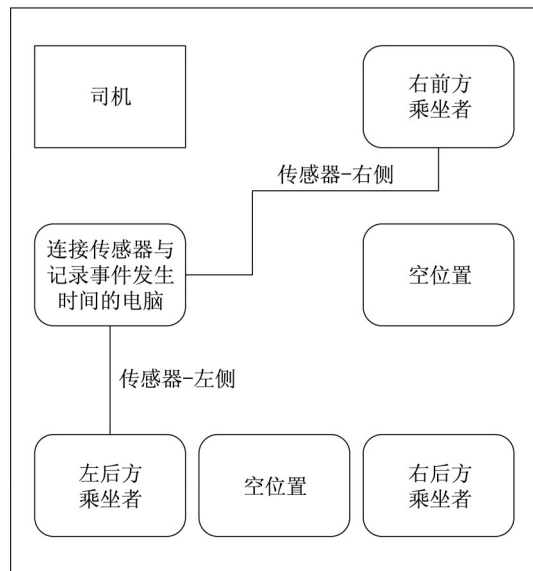 司机
右前方
乘坐者
传感器-右侧
连接传感器与
记录事件发生
时间的电脑
空位置
传感器-左侧
左后方
乘坐者
空位置
右后方
乘坐者